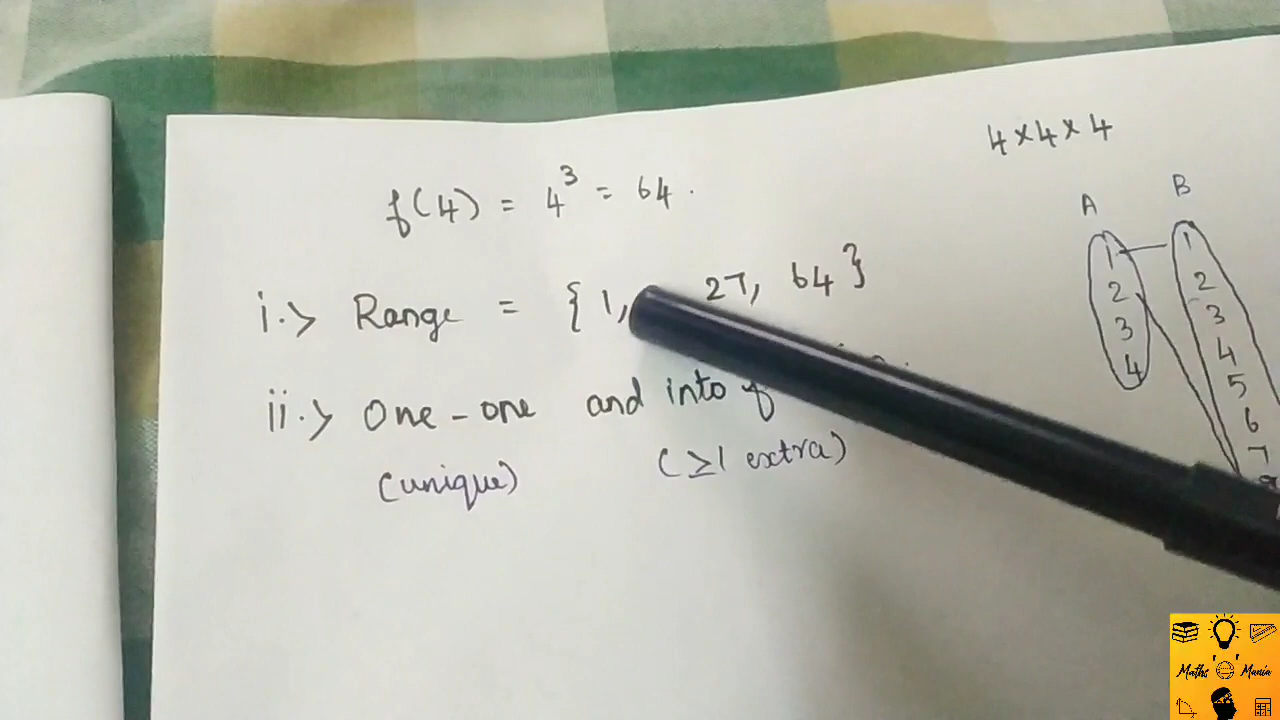 4×4×4
f(4) = 4³ = 64.
A B
i.> Range = {1, 27, 64}
1 1
2 2
3 3
4 4
5
6
7
ii.> One-one and into f
(unique) (≥1 extra)
Maths Mania